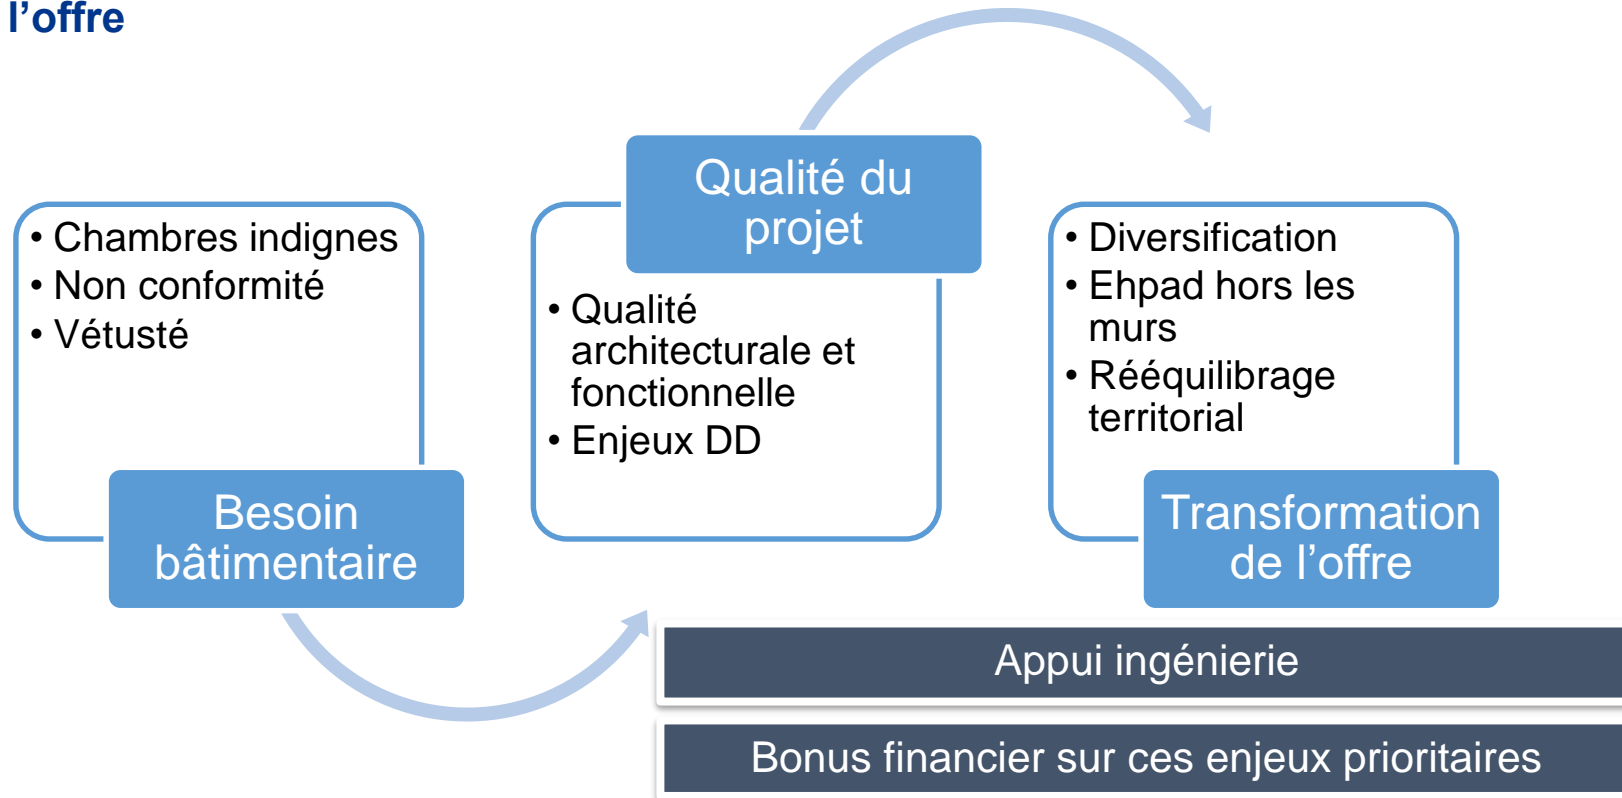 l’offre
• Chambres indignes
• Non conformité
• Vétusté
Besoin
bâtimentaire
Qualité du
projet
• Qualité
architecturale et
fonctionnelle
• Enjeux DD
• Diversification
• Ehpad hors les
murs
• Rééquilibrage
territorial
Transformation
de l’offre
Appui ingénierie
Bonus financier sur ces enjeux prioritaires